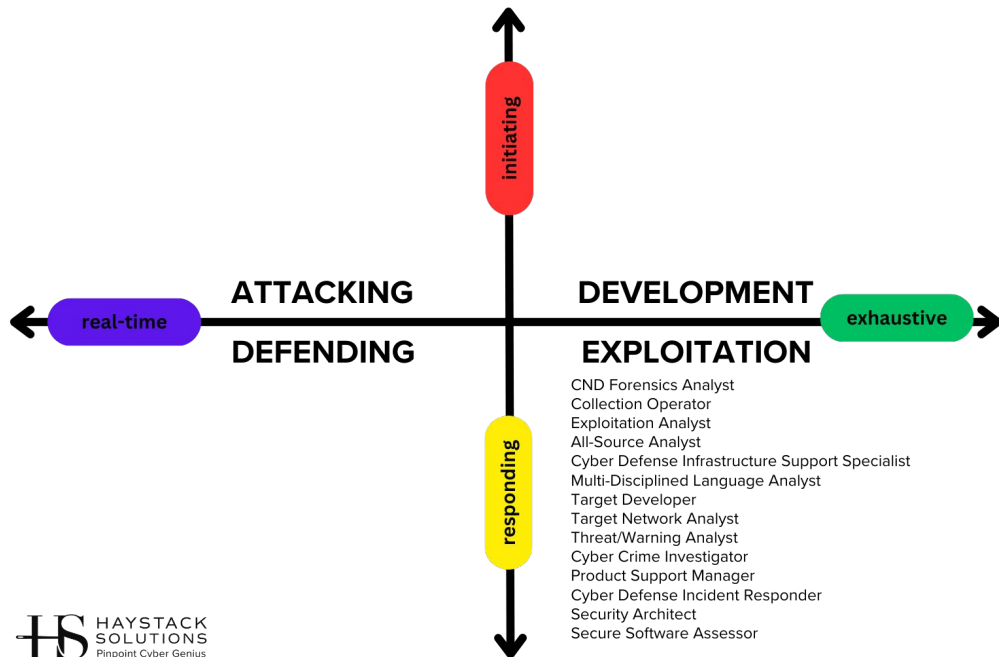 initiating
ATTACKING
DEVELOPMENT
real-time
exhaustive
DEFENDING
EXPLOITATION
CND Forensics Analyst
Collection Operator
Exploitation Analyst
All-Source Analyst
Cyber Defense Infrastructure Support Specialist
Multi-Disciplined Language Analyst
Target Developer
Target Network Analyst
Threat/Warning Analyst
Cyber Crime Investigator
Product Support Manager
Cyber Defense Incident Responder
Security Architect
Secure Software Assessor
responding
HS
HAYSTACK
SOLUTIONS
Pinpoint Cyber Genius